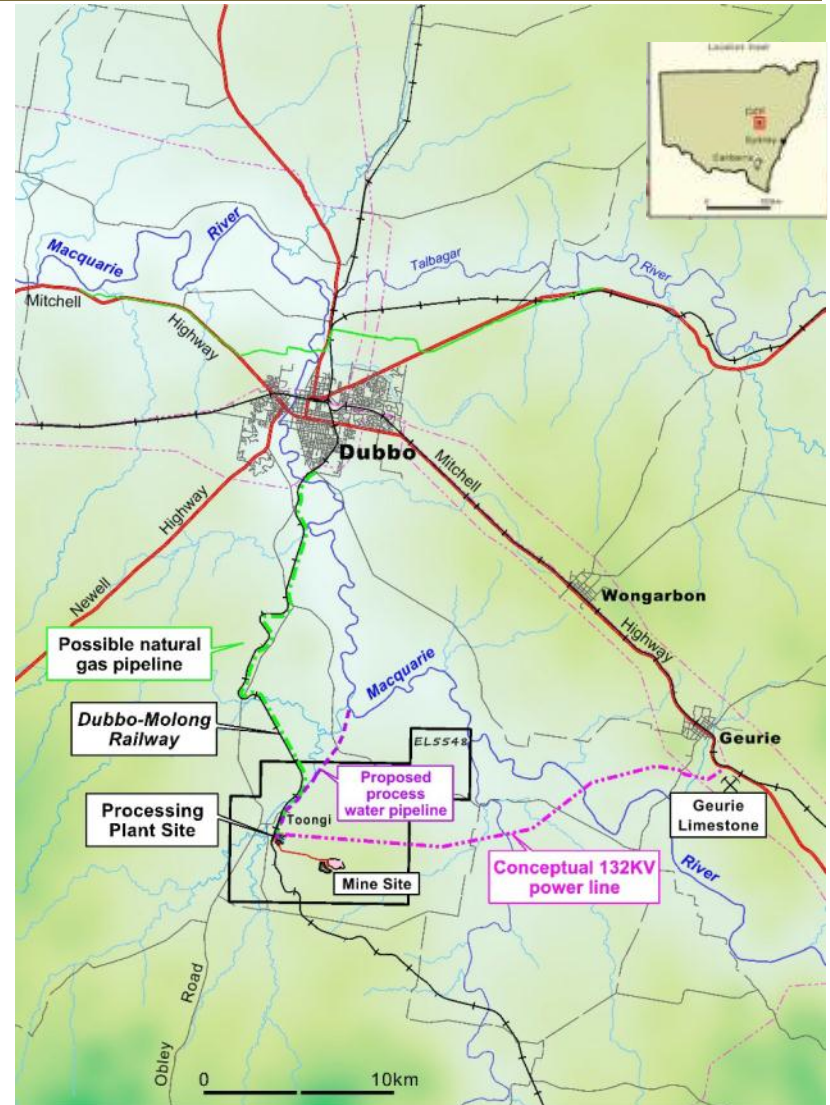 Location Inset
Sydney
Canberra
Macquarie
River
Talbagar
River
Mitchell
Highway
Dubbo
Mitchell
Highway
Newell
Highway
Wongarbon
Possible natural
gas pipeline
Macquarie
Dubbo-Molong
Railway
EL5548
Geurie
Proposed
process
water pipeline
Processing
Plant Site
Toongi
Geurie
Limestone
Mine Site
Conceptual 132KV
power line
River
Obley
Road
0
10km